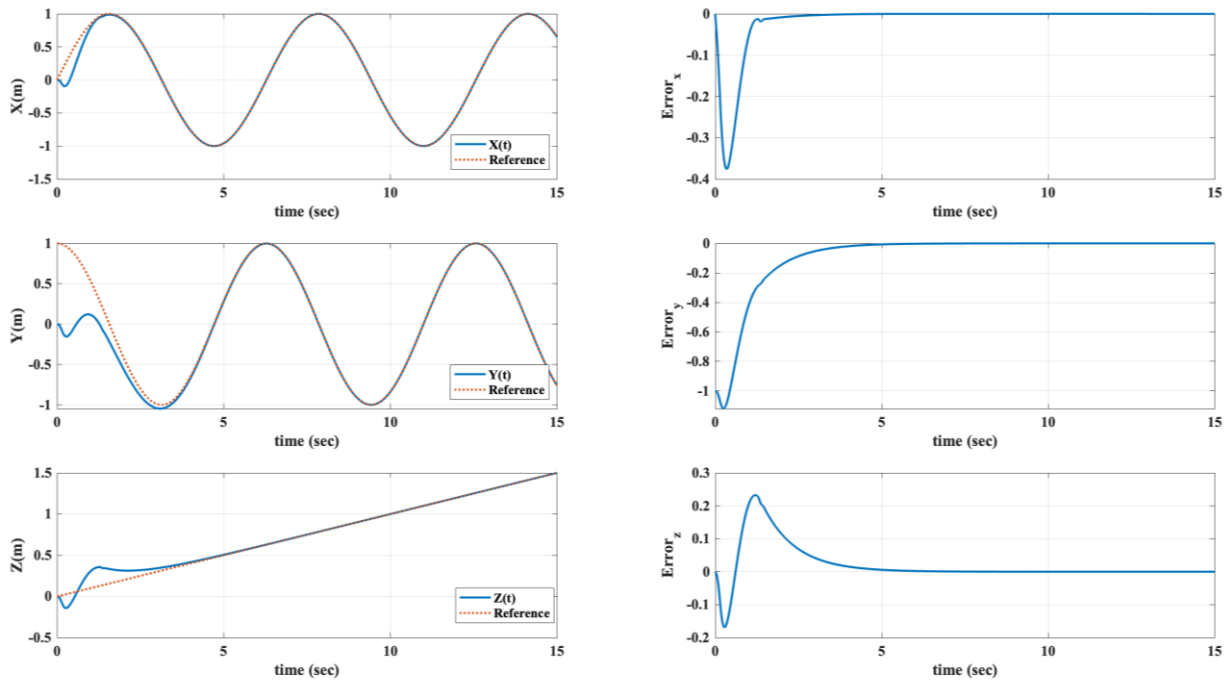 1
0.5
0
-0.5
-1
-1.5
X(m)
X(t)
Reference
0 5 10 15
time (sec)
0
-0.1
-0.2
-0.3
-0.4
Error_x
0 5 10 15
time (sec)
1
0.5
0
-0.5
-1
Y(m)
Y(t)
Reference
0 5 10 15
time (sec)
0
-0.2
-0.4
-0.6
-0.8
-1
Error_y
0 5 10 15
time (sec)
1.5
1
0.5
0
-0.5
Z(m)
Z(t)
Reference
0 5 10 15
time (sec)
0.3
0.2
0.1
0
-0.1
-0.2
Error_z
0 5 10 15
time (sec)